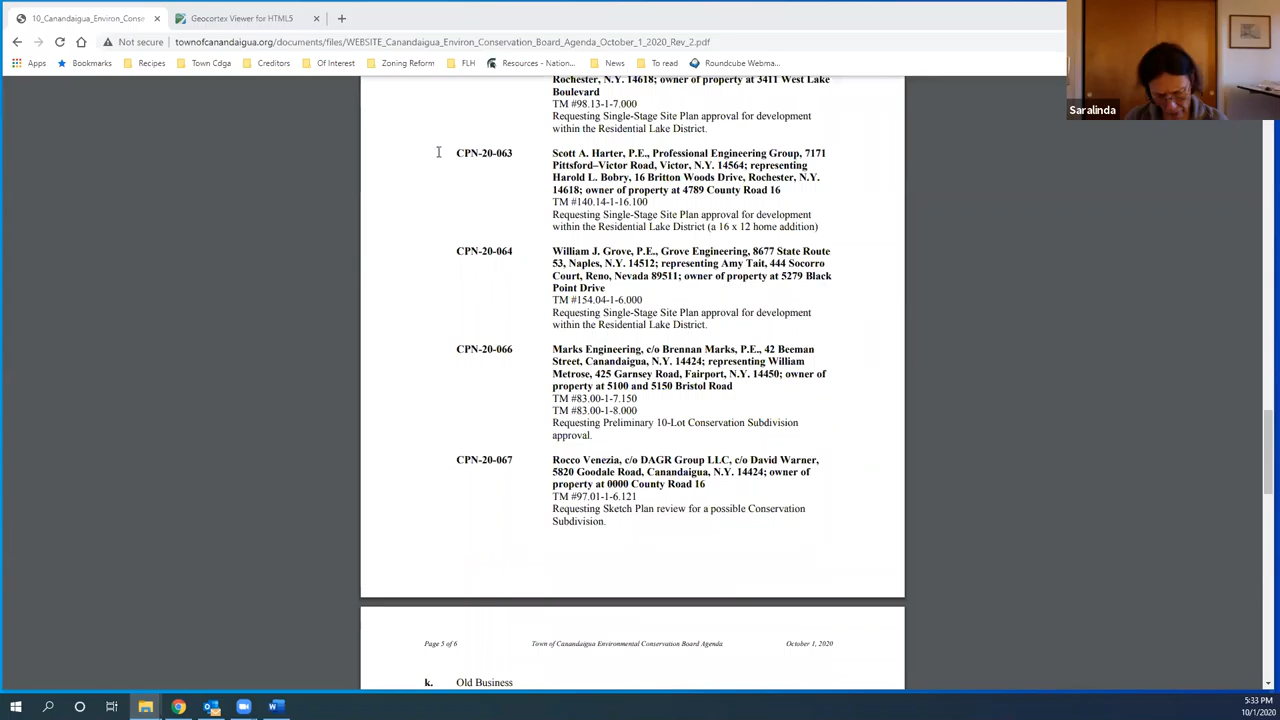 10_Canandaigua_Environ_Conse
Geocortex Viewer for HTML5
Not secure
townofcanandaigua.org/documents/files/WEBSITE_Canandaigua_Environ_Conservation_Board_Agenda_October_1_2020_Rev_2.pdf
Apps
Bookmarks
Recipes
Town Cdga
Creditors
Of Interest
Zoning Reform
FLH
Resources - Nation...
News
To read
Roundcube Webma...
Saralinda
Rochester, N.Y. 14618; owner of property at 3411 West Lake
Boulevard
TM #98.13-1-7.000
Requesting Single-Stage Site Plan approval for development
within the Residential Lake District.
CPN-20-063
Scott A. Harter, P.E., Professional Engineering Group, 7171
Pittsford–Victor Road, Victor, N.Y. 14564; representing
Harold L. Bobry, 16 Britton Woods Drive, Rochester, N.Y.
14618; owner of property at 4789 County Road 16
TM #140.14-1-16.100
Requesting Single-Stage Site Plan approval for development
within the Residential Lake District (a 16 x 12 home addition)
CPN-20-064
William J. Grove, P.E., Grove Engineering, 8677 State Route
53, Naples, N.Y. 14512; representing Amy Tait, 444 Socorro
Court, Reno, Nevada 89511; owner of property at 5279 Black
Point Drive
TM #154.04-1-6.000
Requesting Single-Stage Site Plan approval for development
within the Residential Lake District.
CPN-20-066
Marks Engineering, c/o Brennan Marks, P.E., 42 Beeman
Street, Canandaigua, N.Y. 14424; representing William
Metrose, 425 Garnsey Road, Fairport, N.Y. 14450; owner of
property at 5100 and 5150 Bristol Road
TM #83.00-1-7.150
TM #83.00-1-8.000
Requesting Preliminary 10-Lot Conservation Subdivision
approval.
CPN-20-067
Rocco Venezia, c/o DAGR Group LLC, c/o David Warner,
5820 Goodale Road, Canandaigua, N.Y. 14424; owner of
property at 0000 County Road 16
TM #97.01-1-6.121
Requesting Sketch Plan review for a possible Conservation
Subdivision.
Page 5 of 6
Town of Canandaigua Environmental Conservation Board Agenda
October 1, 2020
k. Old Business
5:33 PM
10/1/2020